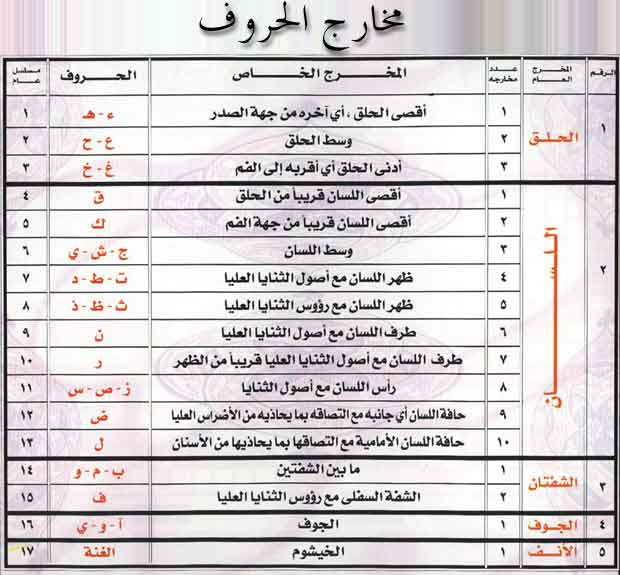 مخارج الحروف
الرقم المخرج العام عدد مخارجه المخرج الخاص الحروف مسلسل عام
١ الحلق ١ أقصى الحلق ، أي آخره من جهة الصدر ء - هـ ١
٢ وسط الحلق ع - ح ٢
٣ أدنى الحلق أي أقربه إلى الفم غ - خ ٣
٢ اللسان ١ أقصى اللسان قريباً من الحلق ق ٤
٢ أقصى اللسان قريباً من جهة الفم ك ٥
٣ وسط اللسان ج - ش - ي ٦
٤ ظهر اللسان مع أصول الثنايا العليا ت - ط - د ٧
٥ ظهر اللسان مع رؤوس الثنايا العليا ث - ظ - ذ ٨
٦ طرف اللسان مع أصول الثنايا العليا ن ٩
٧ طرف اللسان مع أصول الثنايا العليا قريباً من الظهر ر ١٠
٨ رأس اللسان مع أصول الثنايا ز - ص - س ١١
٩ حافة اللسان أي جانبه مع التصاقه بما يحاذيه من الأضراس العليا ض ١٢
١٠ حافة اللسان الأمامية مع التصاقها بما يحاذيها من الأسنان ل ١٣
٣ الشفتان ١ ما بين الشفتين ب - م - و ١٤
٢ الشفة السفلى مع رؤوس الثنايا العليا ف ١٥
٤ الجوف ١ الجوف أ - و - ي ١٦
٥ الأنف ١ الخيشوم الغنة ١٧